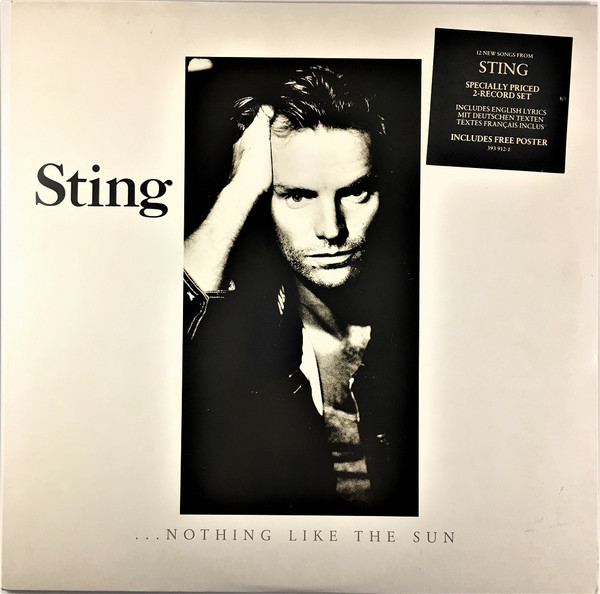 12 NEW SONGS FROM
STING
SPECIALLY PRICED
2-RECORD SET
INCLUDES ENGLISH LYRICS
MIT DEUTSCHEN TEXTEN
TEXTES FRANÇAIS INCLUS
INCLUDES FREE POSTER
393 912-1
Sting
...NOTHING LIKE THE SUN